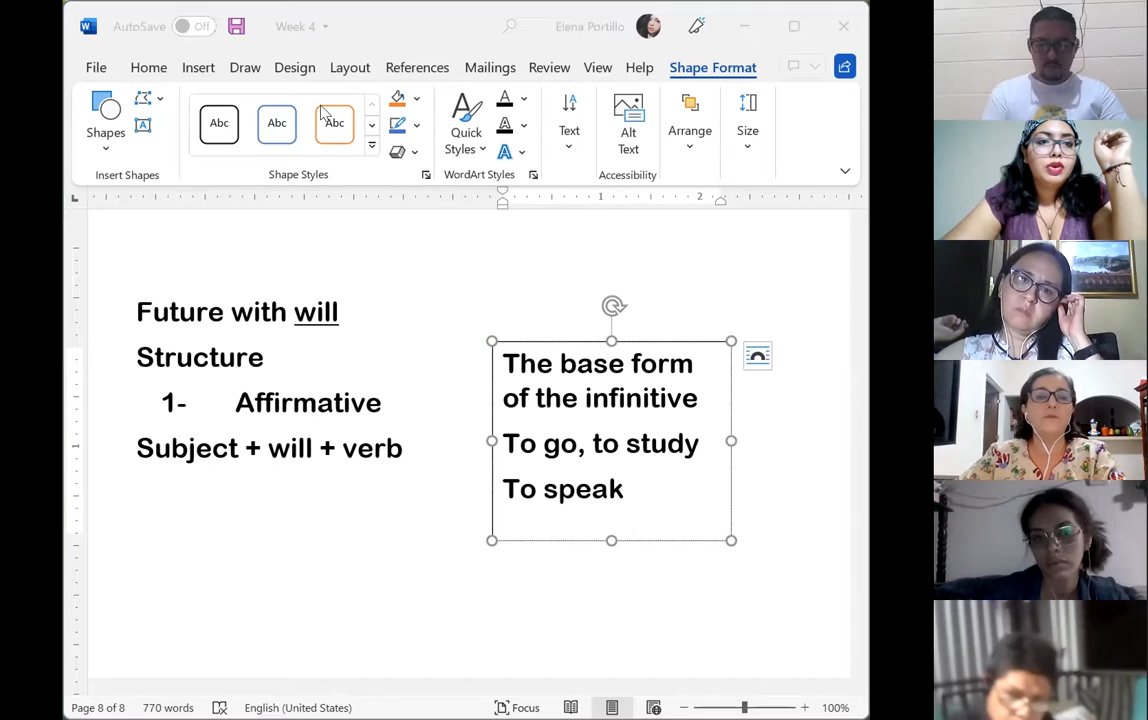 AutoSave Off Week 4 Elena Portillo
File Home Insert Draw Design Layout References Mailings Review View Help Shape Format
Shapes Abc Abc Abc Quick Styles Text Alt Text Arrange Size
Insert Shapes Shape Styles WordArt Styles Accessibility
1 2
Future with will
Structure
1- Affirmative
Subject + will + verb
The base form
of the infinitive
To go, to study
To speak
1
Page 8 of 8 770 words English (United States) Focus 100%